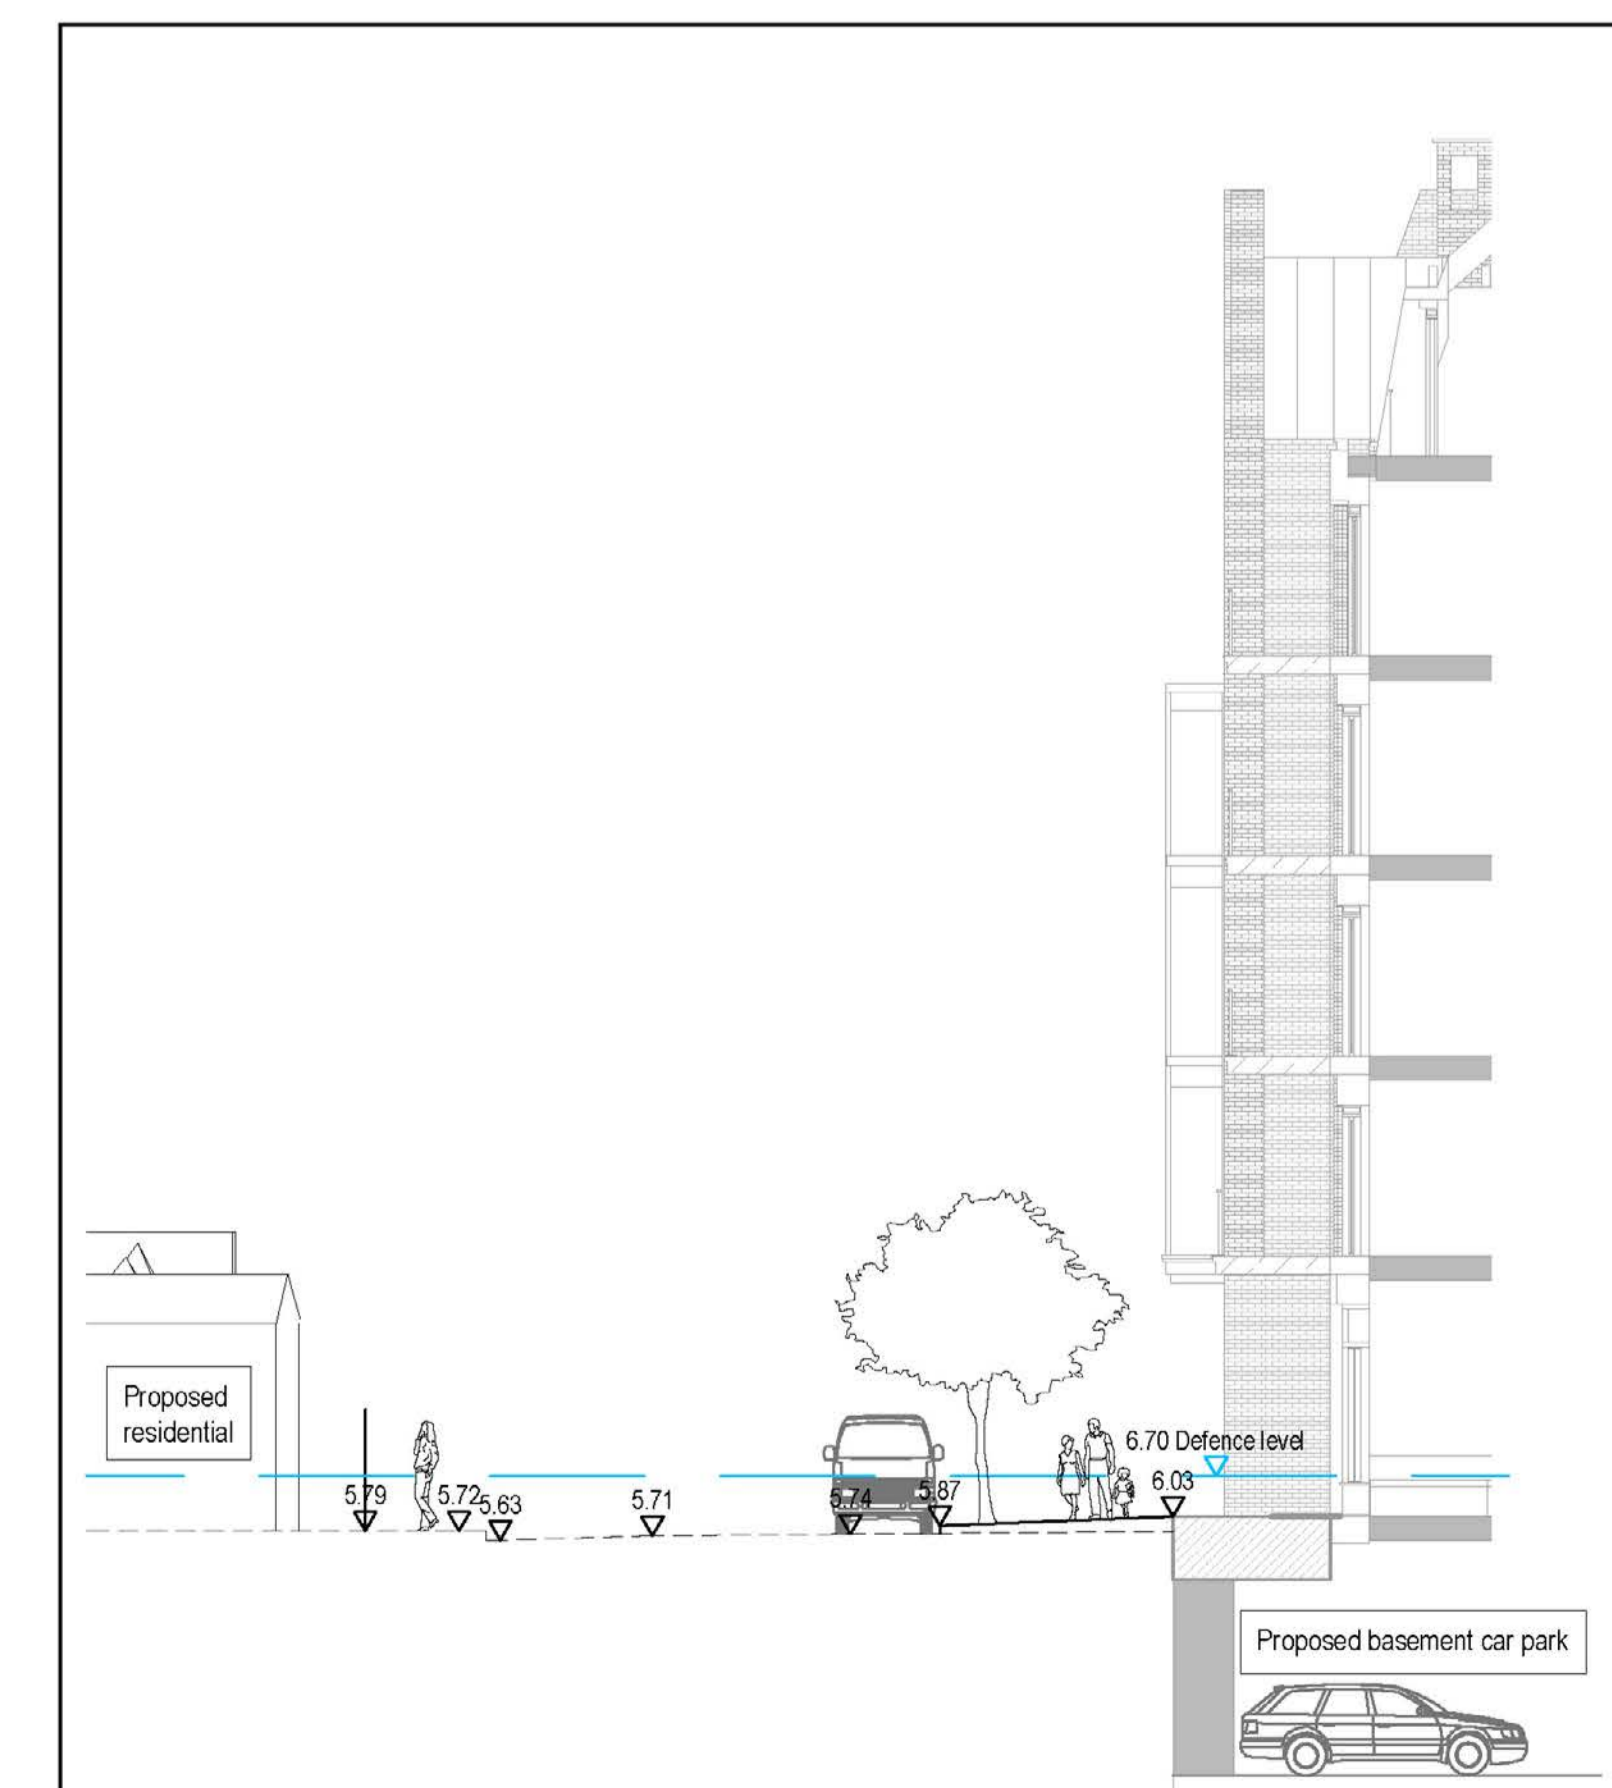 Proposed
residential
6.70 Defence level
5.79
5.72
5.63
5.71
5.74
5.87
6.03
Proposed basement car park